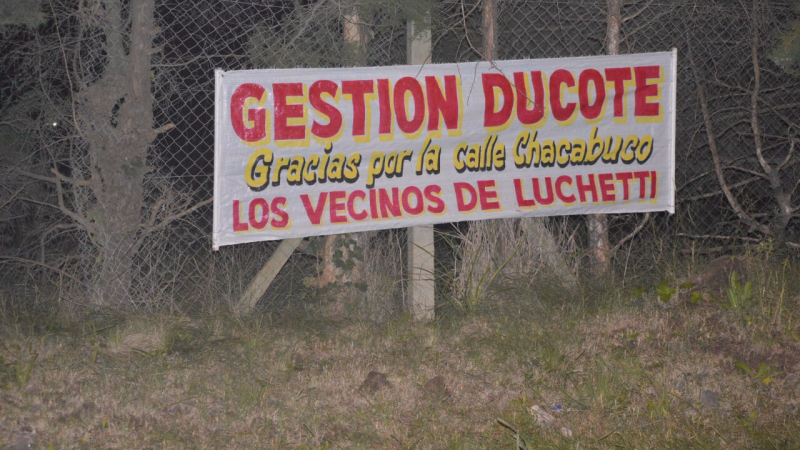 GESTION DUCOTE
Gracias por la calle Chacabuco
LOS VECINOS DE LUCHETTI